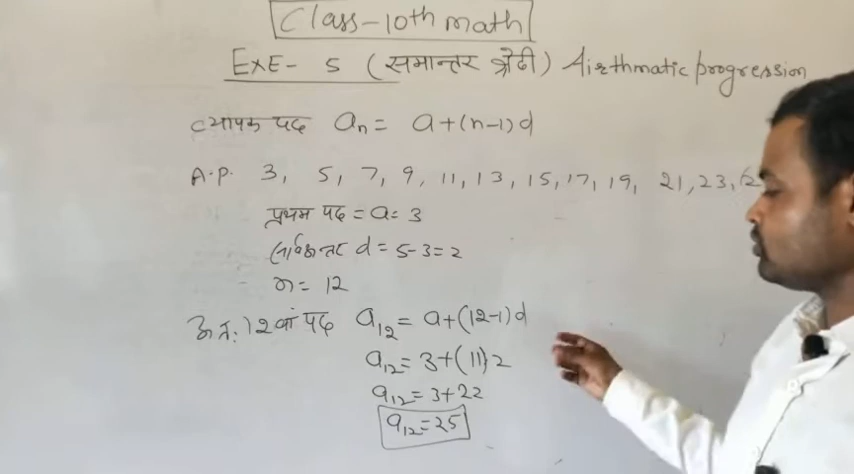 Class-10th math
EXE- 5 (समान्तर श्रेढी) Airthmatic progression
व्यापक पद an = a+(n-1)d
A.P. 3, 5, 7, 9, 11, 13, 15, 17, 19, 21, 23,
प्रथम पद = a = 3
सार्वअन्तर d = 5-3=2
n = 12
अतः 12वां पद a12 = a+(12-1)d
a12 = 3+(11)2
a12 = 3+22
a12=25